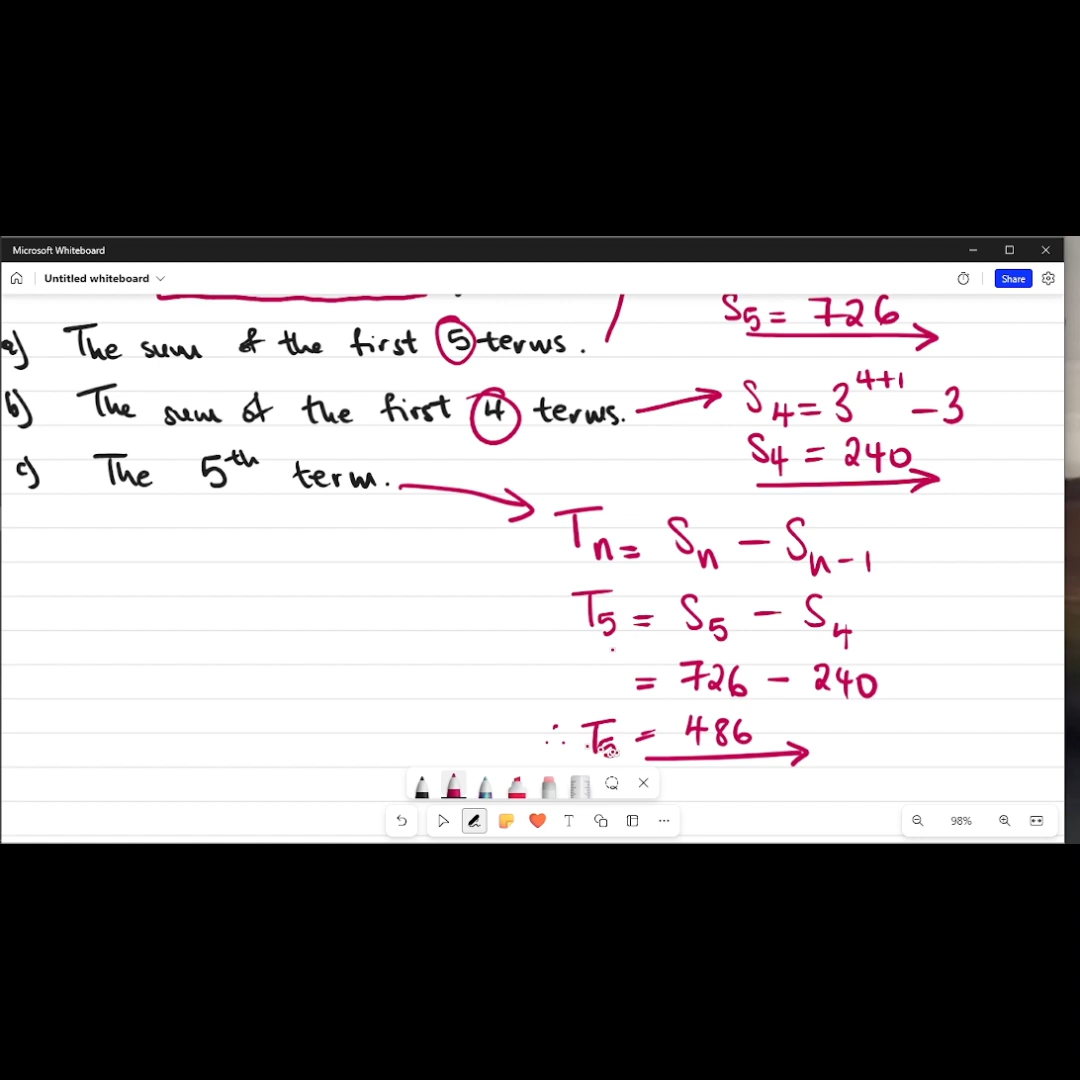 Microsoft Whiteboard
Untitled whiteboard
Share
S5 = 726
a) The sum of the first 5 terms.
b) The sum of the first 4 terms.
S4 = 3^4+1 - 3
S4 = 240
c) The 5th term.
Tn = Sn - Sn-1
T5 = S5 - S4
= 726 - 240
∴ T5 = 486
98%